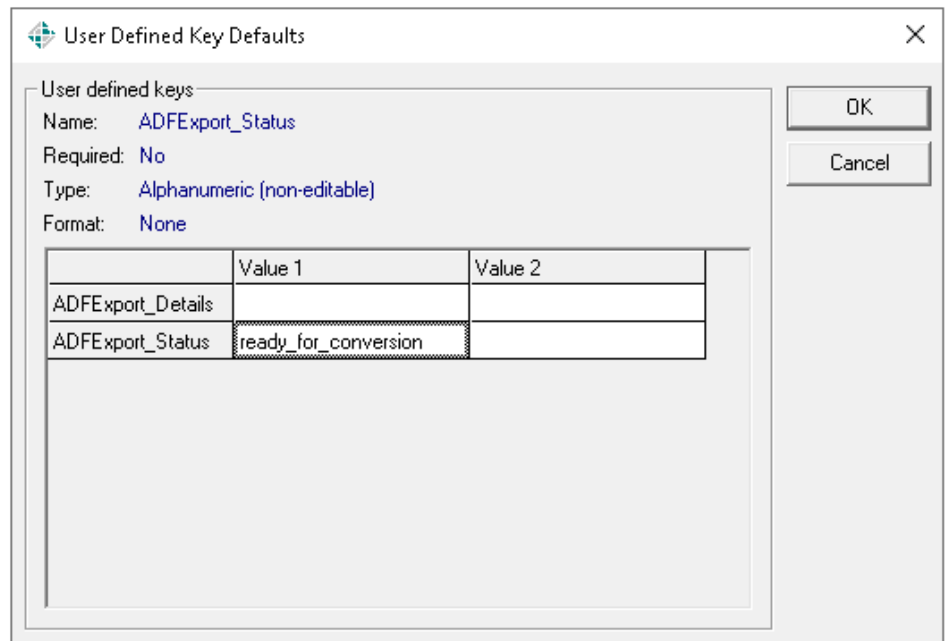 User Defined Key Defaults
User defined keys
Name: ADFExport_Status
Required: No
Type: Alphanumeric (non-editable)
Format: None
OK
Cancel
Value 1 Value 2
ADFExport_Details
ADFExport_Status ready_for_conversion